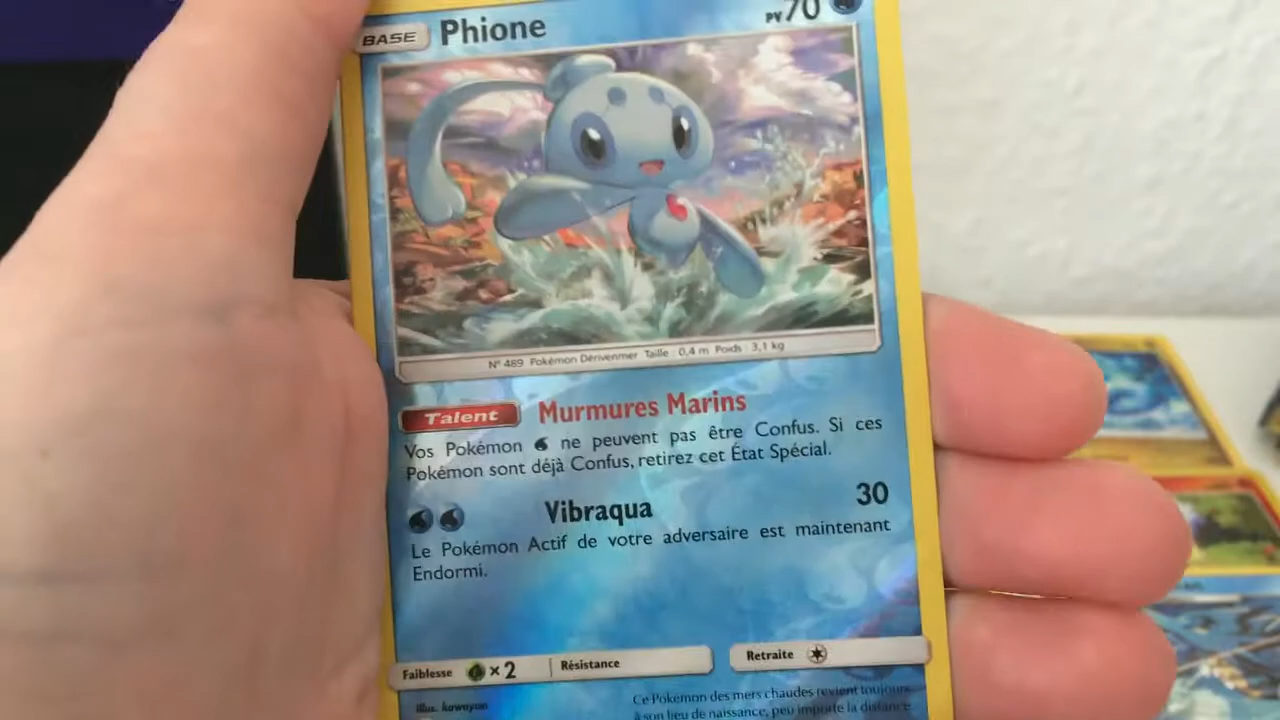 BASE Phione PV70
N° 489 Pokémon Dérivenmer Taille : 0,4 m Poids : 3,1 kg
Talent Murmures Marins
Vos Pokémon ne peuvent pas être Confus. Si ces
Pokémon sont déjà Confus, retirez cet État Spécial.
Vibraqua 30
Le Pokémon Actif de votre adversaire est maintenant
Endormi.
Faiblesse ×2 Résistance Retraite
Illus. kawayoo
Ce Pokémon des mers chaudes revient toujours
à son lieu de naissance, peu importe la distance.